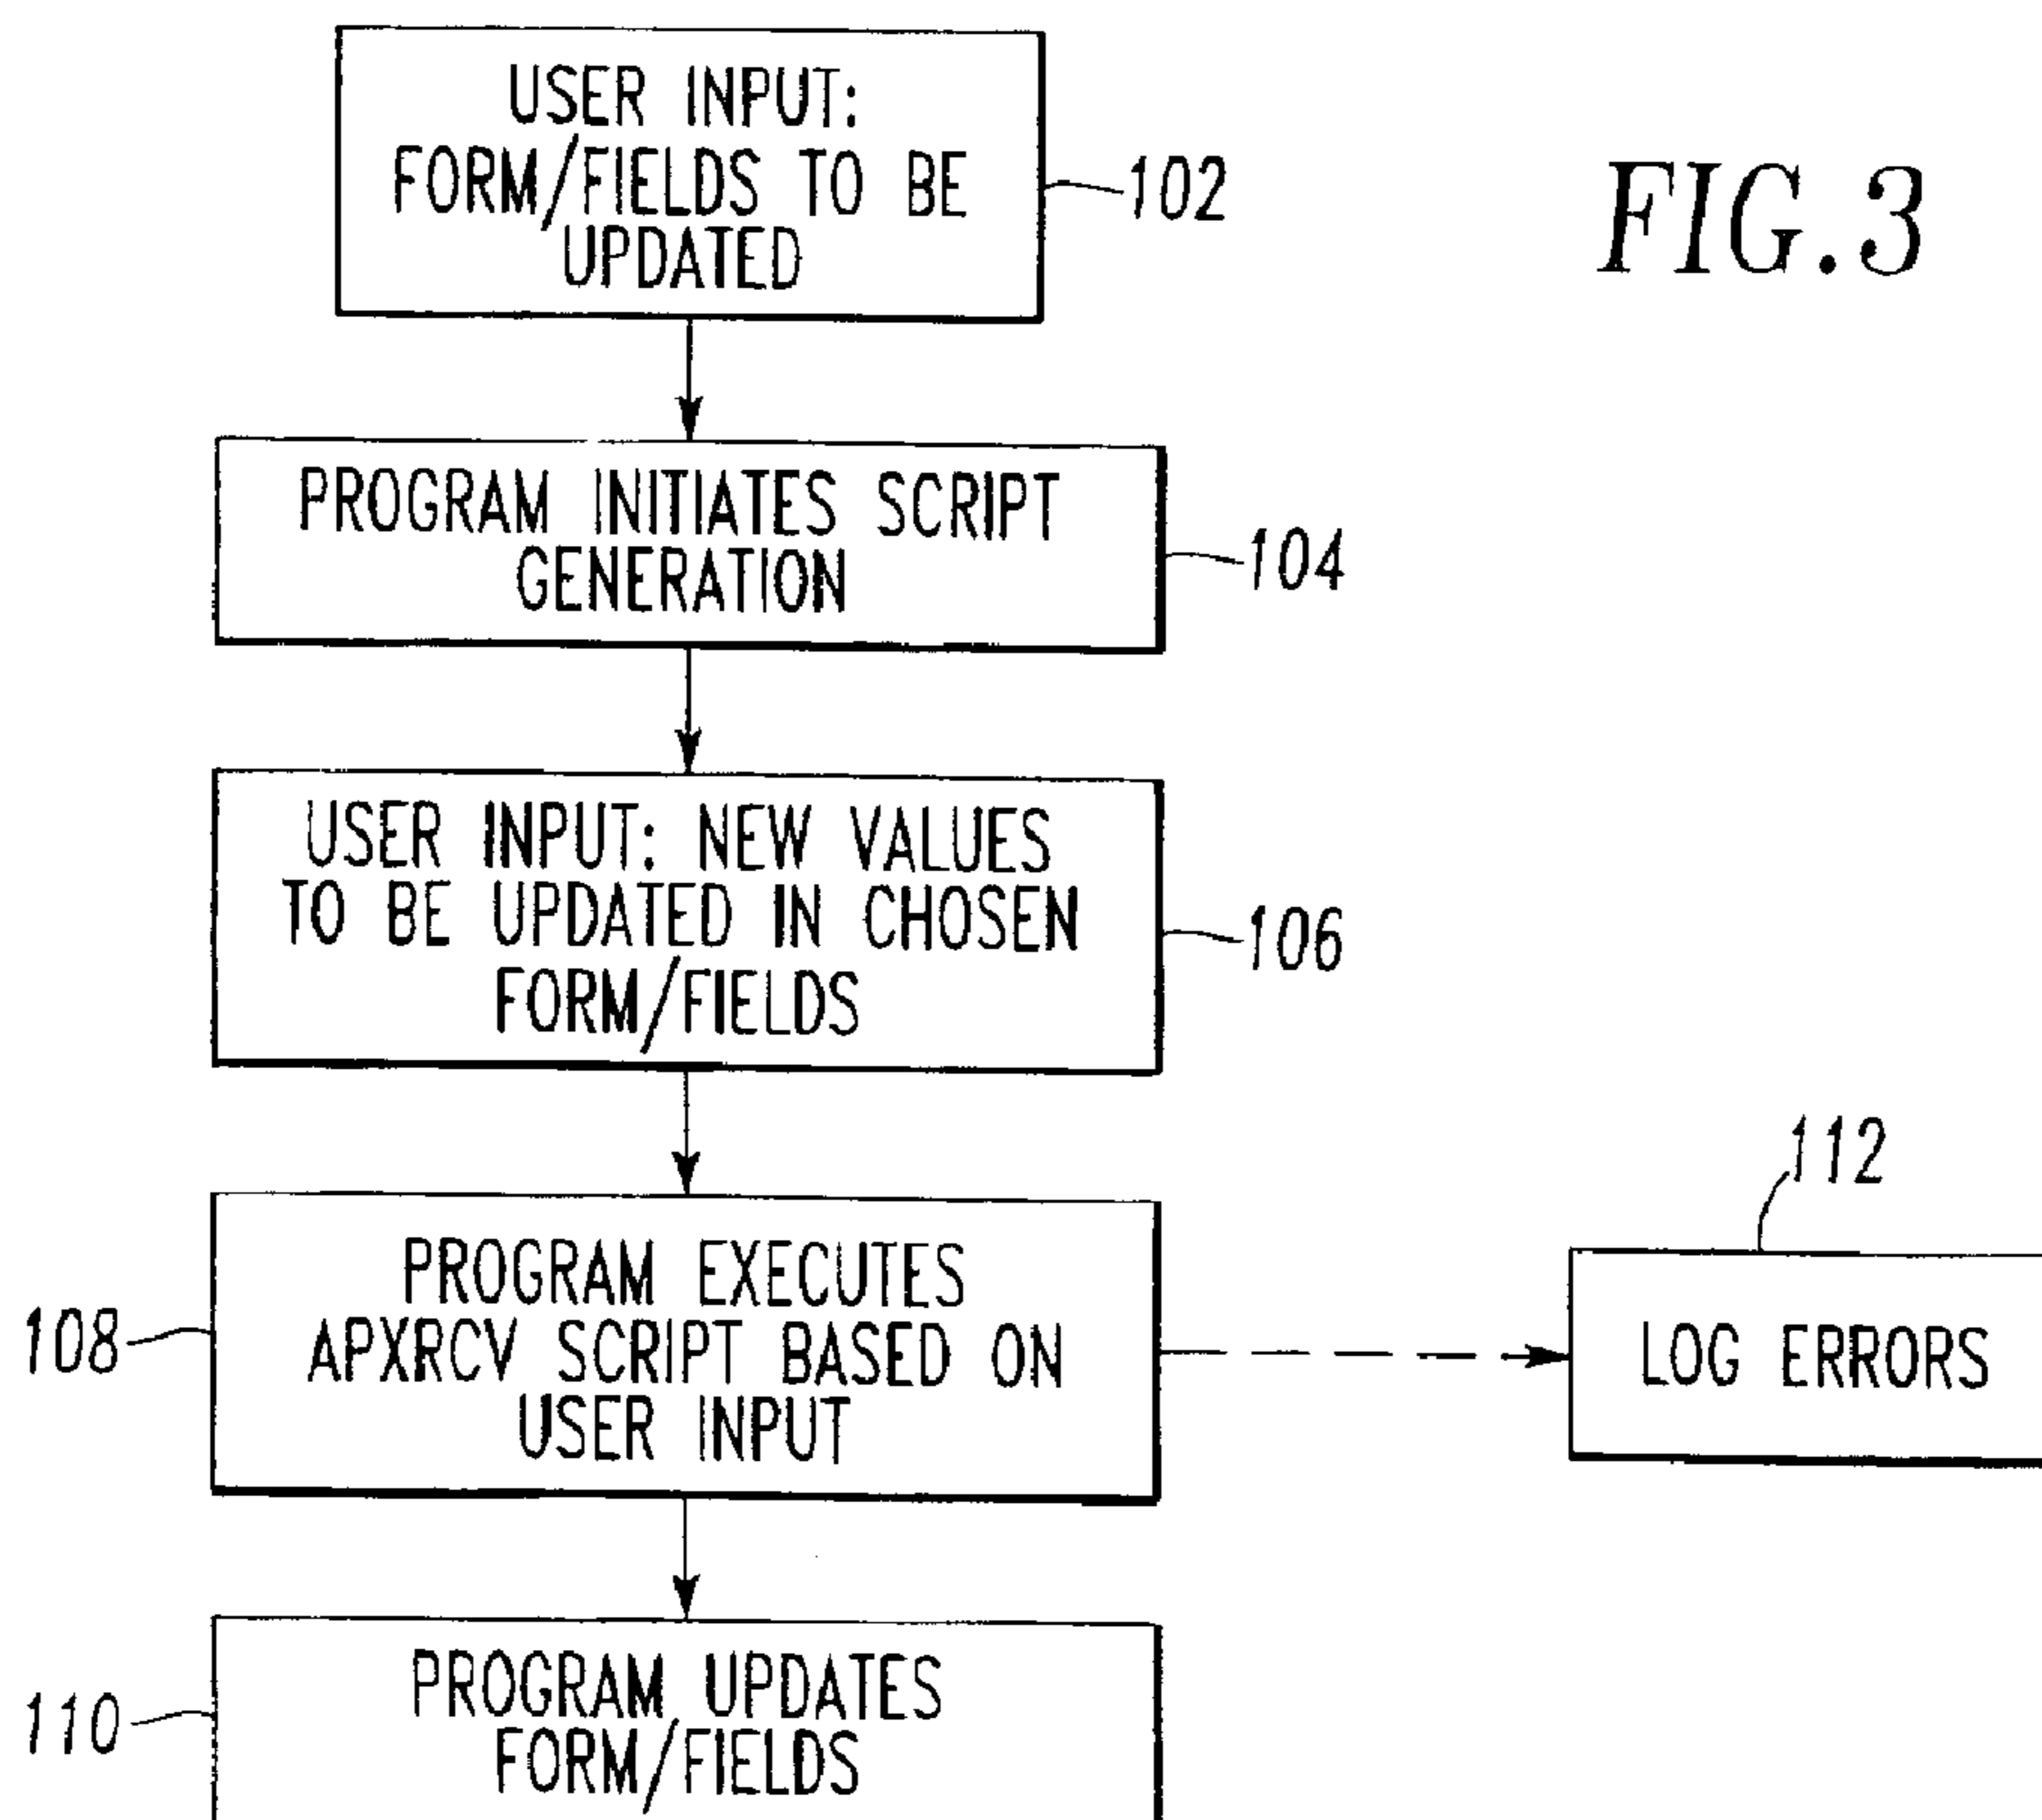 USER INPUT:
FORM/FIELDS TO BE
UPDATED
102
FIG.3
PROGRAM INITIATES SCRIPT
GENERATION
104
USER INPUT: NEW VALUES
TO BE UPDATED IN CHOSEN
FORM/FIELDS
106
PROGRAM EXECUTES
APXRCV SCRIPT BASED ON
USER INPUT
108
112
LOG ERRORS
PROGRAM UPDATES
FORM/FIELDS
110